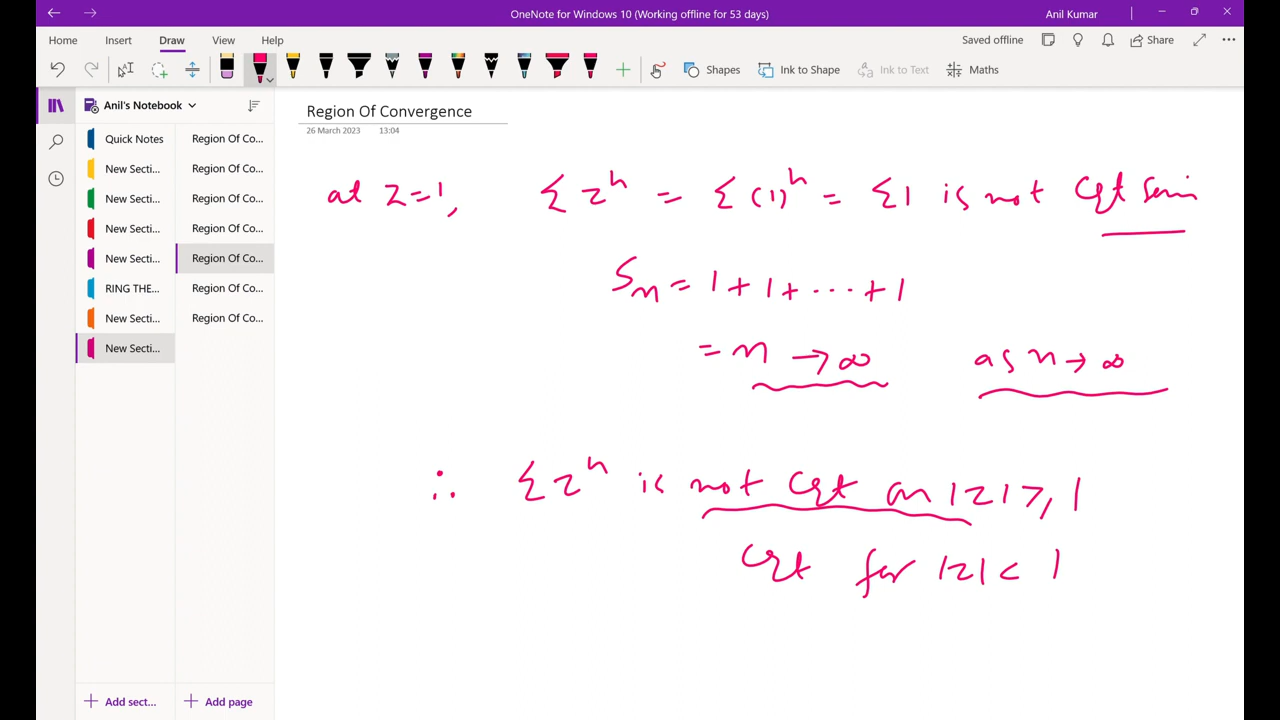 OneNote for Windows 10 (Working offline for 53 days)
Anil Kumar
Home Insert Draw View Help
Saved offline
Share
Shapes Ink to Shape Ink to Text Maths
Anil's Notebook
Quick Notes
New Secti...
New Secti...
New Secti...
New Secti...
RING THE...
New Secti...
New Secti...
Add sect...
Region Of Co...
Region Of Co...
Region Of Co...
Region Of Co...
Region Of Co...
Region Of Co...
Region Of Co...
Add page
Region Of Convergence
26 March 2023 13:04
at z=1, Σ z^n = Σ (1)^n = Σ 1 is not cgt series
S_n = 1 + 1 + ... + 1
= n → ∞ as n → ∞
∴ Σ z^n is not cgt on |z| ≥ 1
cgt for |z| < 1